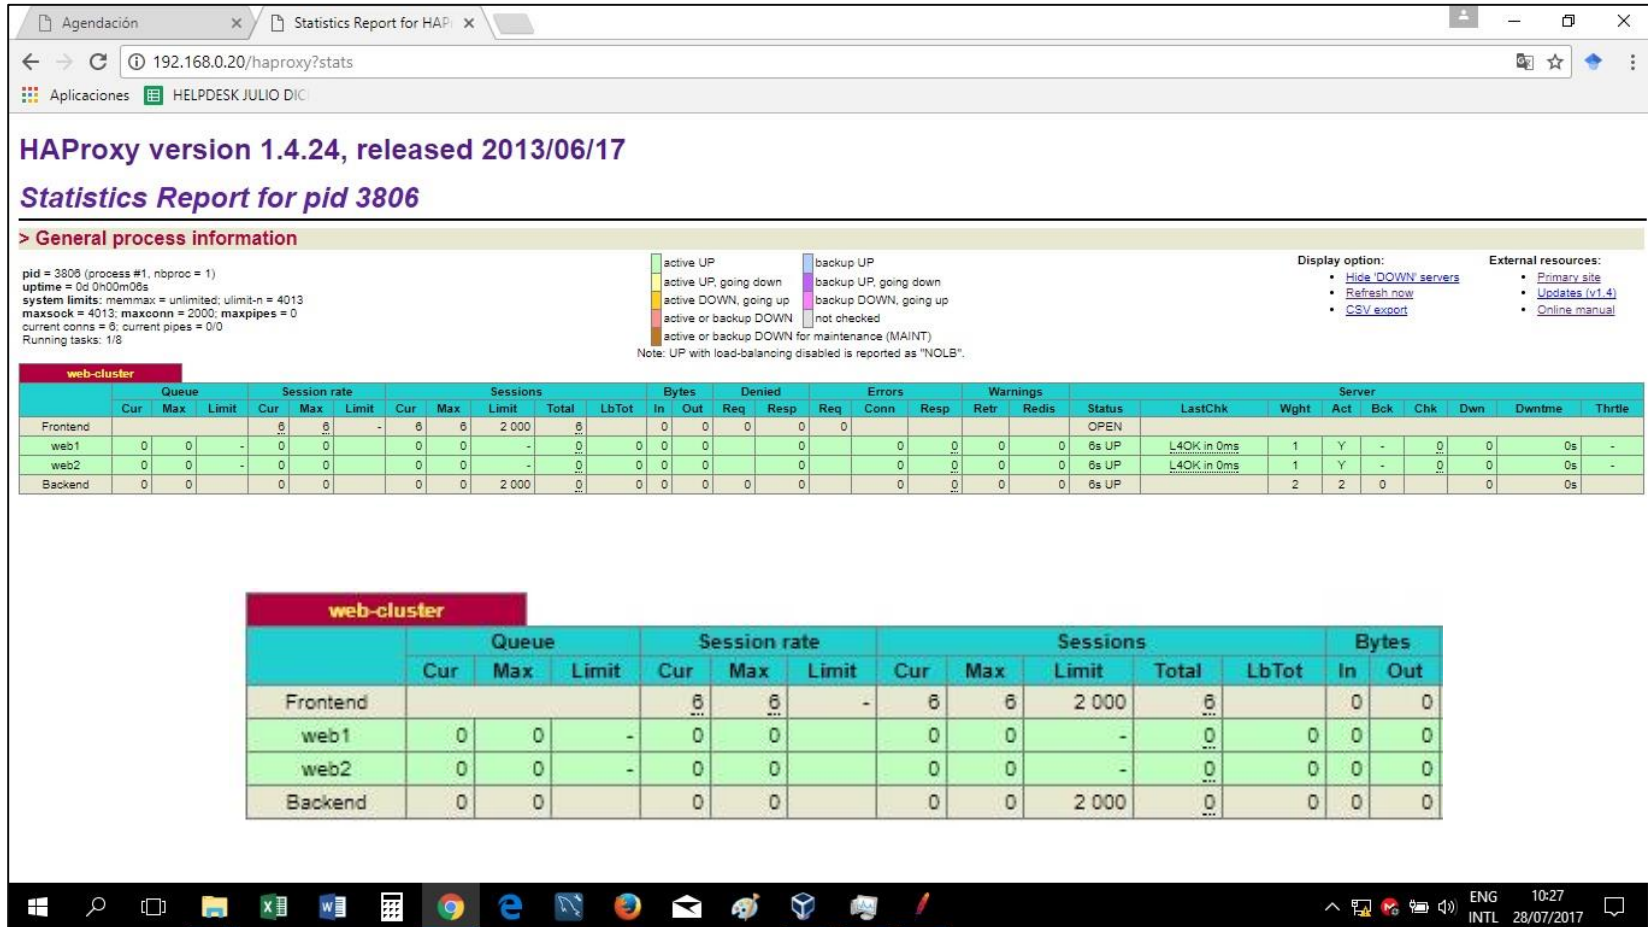 Agendación
Statistics Report for HAP
192.168.0.20/haproxy?stats
Aplicaciones HELPDESK JULIO DIC
HAProxy version 1.4.24, released 2013/06/17
Statistics Report for pid 3806
> General process information
pid = 3806 (process #1, nbproc = 1)
uptime = 0d 0h00m06s
system limits: memmax = unlimited; ulimit-n = 4013
maxsock = 4013; maxconn = 2000; maxpipes = 0
current conns = 6; current pipes = 0/0
Running tasks: 1/8
active UP backup UP
active UP, going down backup UP, going down
active DOWN, going up backup DOWN, going up
active or backup DOWN not checked
active or backup DOWN for maintenance (MAINT)
Note: UP with load-balancing disabled is reported as "NOLB".
Display option:
Hide 'DOWN' servers
Refresh now
CSV export
External resources:
Primary site
Updates (v1.4)
Online manual
web-cluster
Queue Session rate Sessions Bytes Denied Errors Warnings Server
Cur Max Limit Cur Max Limit Cur Max Limit Total LbTot In Out Req Resp Req Conn Resp Retr Redis Status LastChk Wght Act Bck Chk Dwn Dwntme Thrtle
Frontend 6 6 - 6 6 2 000 6 0 0 0 0 0 OPEN
web1 0 0 - 0 0 0 0 - 0 0 0 0 0 0 0 0 0 6s UP L4OK in 0ms 1 Y - 0 0 0s -
web2 0 0 - 0 0 0 0 - 0 0 0 0 0 0 0 0 0 6s UP L4OK in 0ms 1 Y - 0 0 0s -
Backend 0 0 0 0 0 0 2 000 0 0 0 0 0 0 0 0 0 0 6s UP 2 2 0 0 0s
web-cluster
Queue Session rate Sessions Bytes
Cur Max Limit Cur Max Limit Cur Max Limit Total LbTot In Out
Frontend 6 6 - 6 6 2 000 6 0 0
web1 0 0 - 0 0 0 0 - 0 0 0 0
web2 0 0 - 0 0 0 0 - 0 0 0 0
Backend 0 0 0 0 0 0 2 000 0 0 0 0
ENG 10:27
INTL 28/07/2017